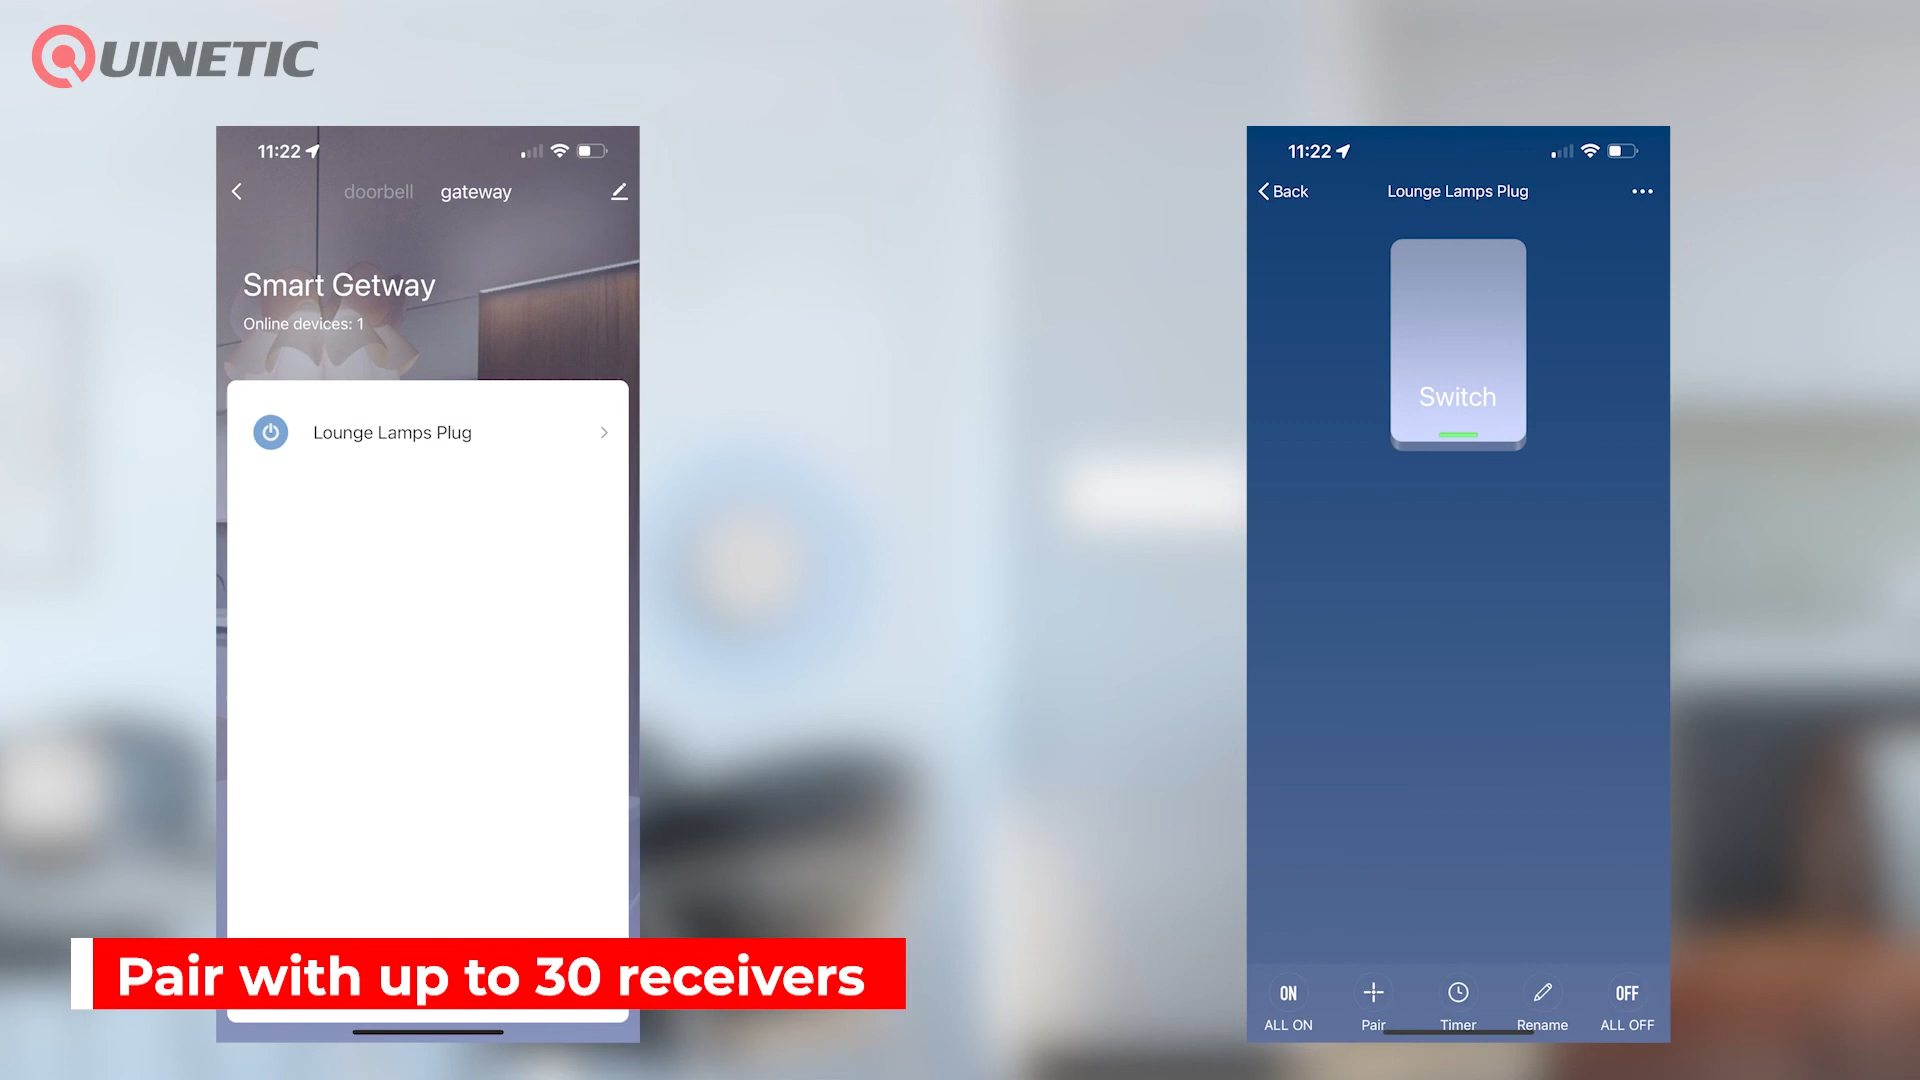 QUINETIC
11:22
doorbell gateway
Smart Getway
Online devices: 1
Lounge Lamps Plug
Pair with up to 30 receivers
11:22
Back Lounge Lamps Plug
Switch
ON OFF
ALL ON Pair Timer Rename ALL OFF